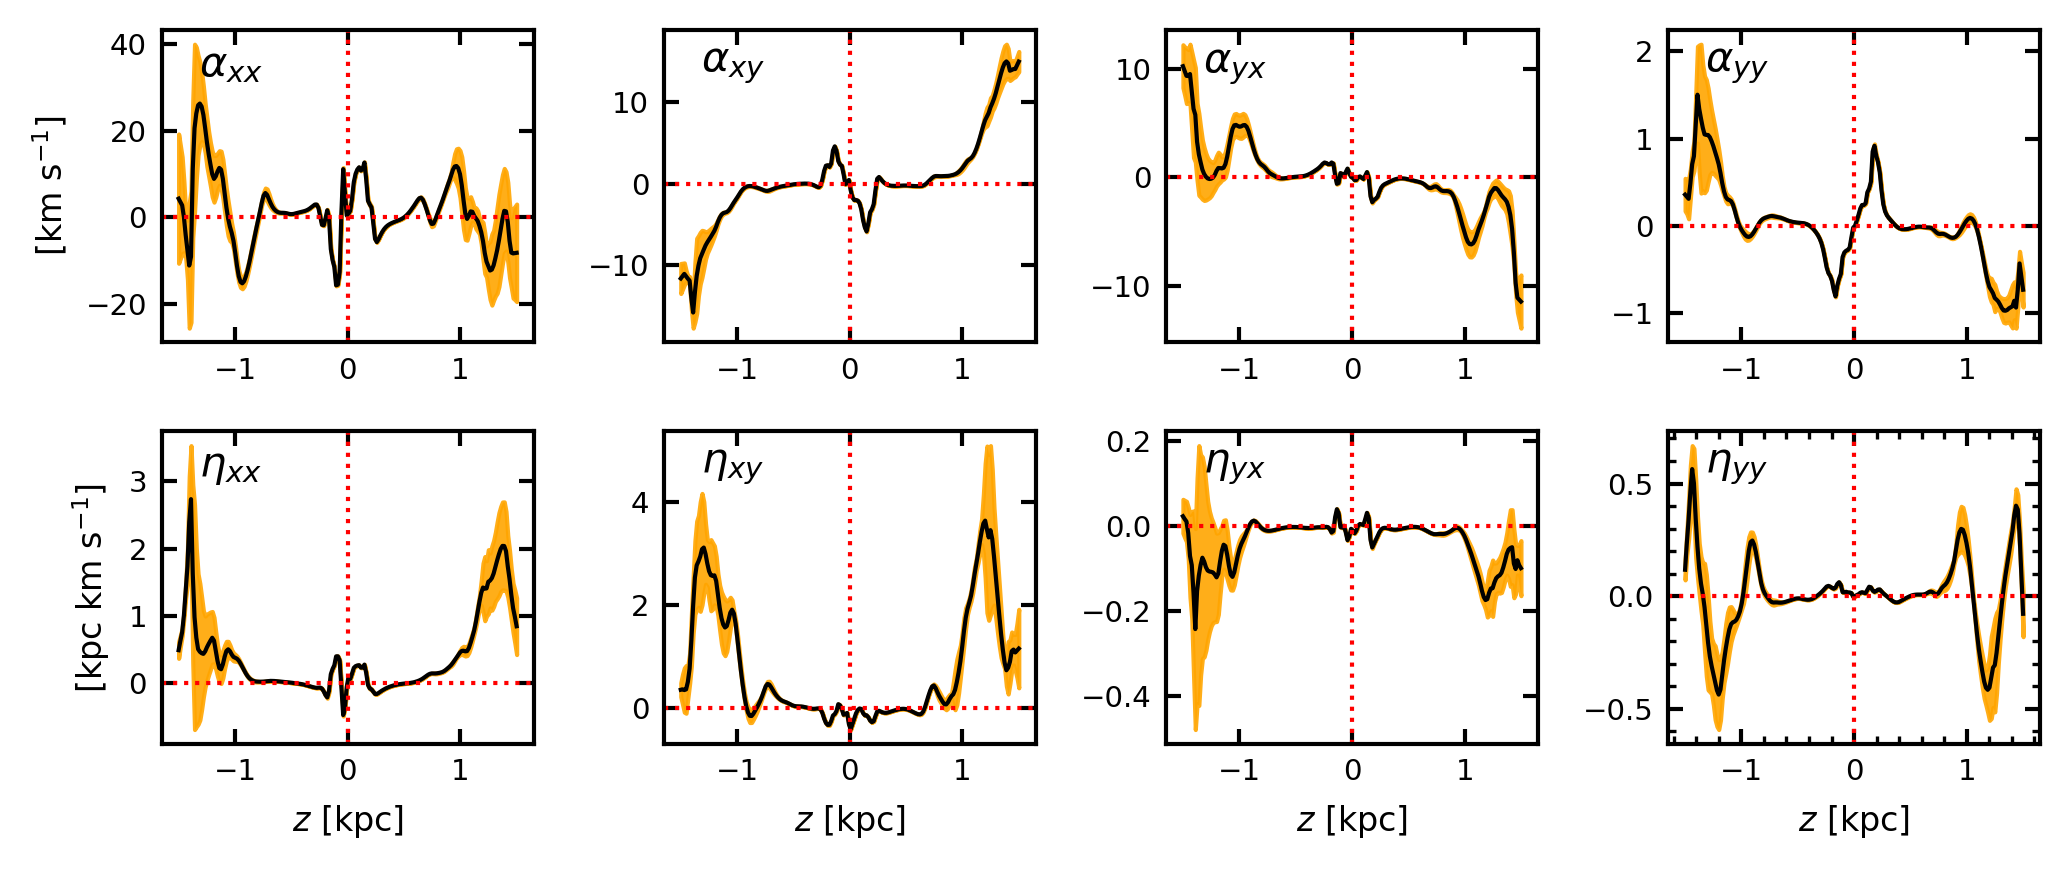 α_xx α_xy α_yx α_yy
[km s⁻¹]
40 20 0 −20
10 0 −10
10 0 −10
2 1 0 −1
−1 0 1 −1 0 1 −1 0 1 −1 0 1
η_xx η_xy η_yx η_yy
[kpc km s⁻¹]
3 2 1 0
4 2 0
0.2 0.0 −0.2 −0.4
0.5 0.0 −0.5
−1 0 1 −1 0 1 −1 0 1 −1 0 1
z [kpc] z [kpc] z [kpc] z [kpc]